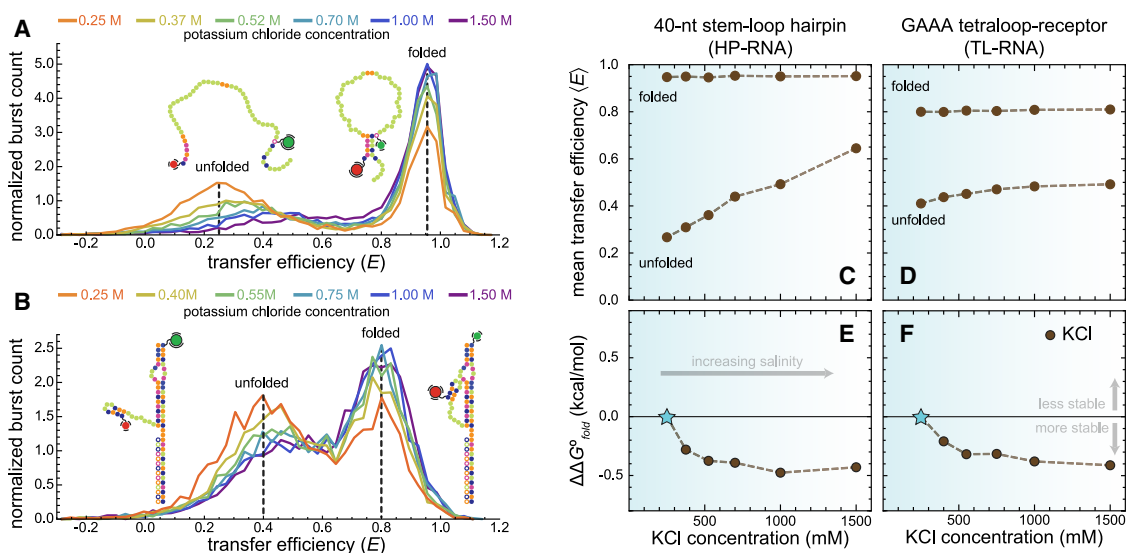 0.25 M 0.37 M 0.52 M 0.70 M 1.00 M 1.50 M
potassium chloride concentration
A
folded
unfolded
5.0
4.0
3.0
2.0
1.0
0.0
normalized burst count
-0.2 0.0 0.2 0.4 0.6 0.8 1.0 1.2
transfer efficiency (E)
0.25 M 0.40M 0.55M 0.75 M 1.00 M 1.50 M
potassium chloride concentration
B
folded
unfolded
2.5
2.0
1.5
1.0
0.5
0.0
normalized burst count
-0.2 0.0 0.2 0.4 0.6 0.8 1.0 1.2
transfer efficiency (E)
40-nt stem-loop hairpin
(HP-RNA)
GAAA tetraloop-receptor
(TL-RNA)
mean transfer efficiency ⟨E⟩
1.0
0.8
0.6
0.4
0.2
0.0
folded
unfolded
C
folded
unfolded
D
ΔΔG°fold (kcal/mol)
0.5
0.0
-0.5
E
increasing salinity
500 1000 1500
KCl concentration (mM)
F
KCl
less stable
more stable
500 1000 1500
KCl concentration (mM)